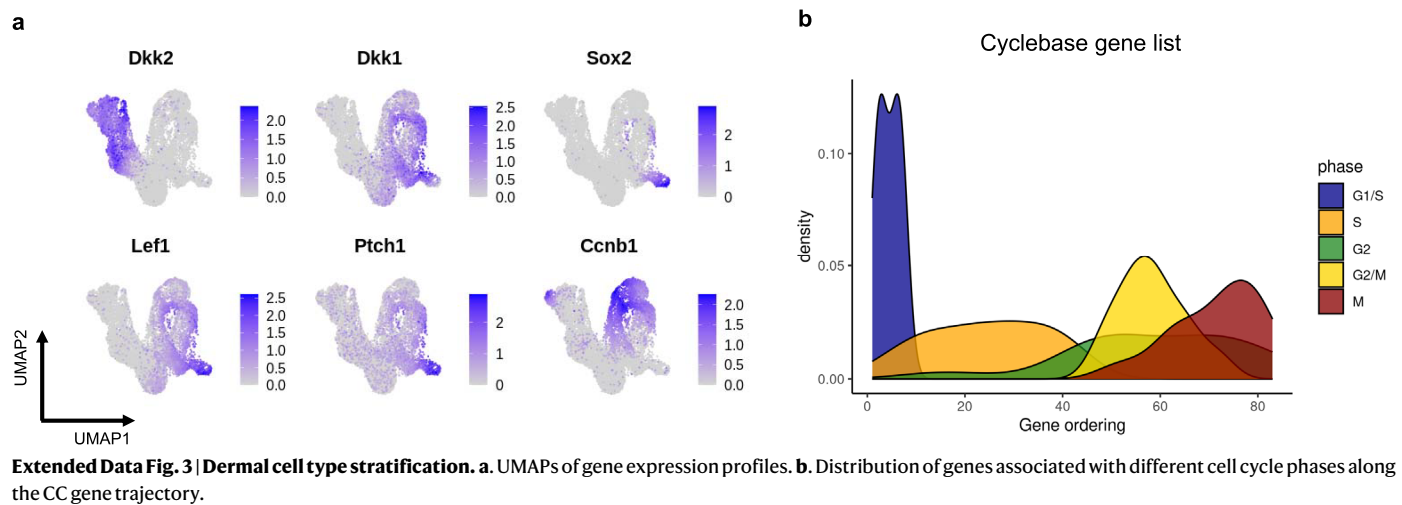 a
Dkk2
2.0
1.5
1.0
0.5
0.0
Dkk1
2.5
2.0
1.5
1.0
0.5
0.0
Sox2
2
1
0
Lef1
2.5
2.0
1.5
1.0
0.5
0.0
Ptch1
2
1
0
Ccnb1
2.0
1.5
1.0
0.5
0.0
UMAP2
UMAP1
b
Cyclebase gene list
density
0.10
0.05
0.00
0 20 40 60 80
Gene ordering
phase
G1/S
S
G2
G2/M
M
Extended Data Fig. 3 | Dermal cell type stratification. a. UMAPs of gene expression profiles. b. Distribution of genes associated with different cell cycle phases along
the CC gene trajectory.